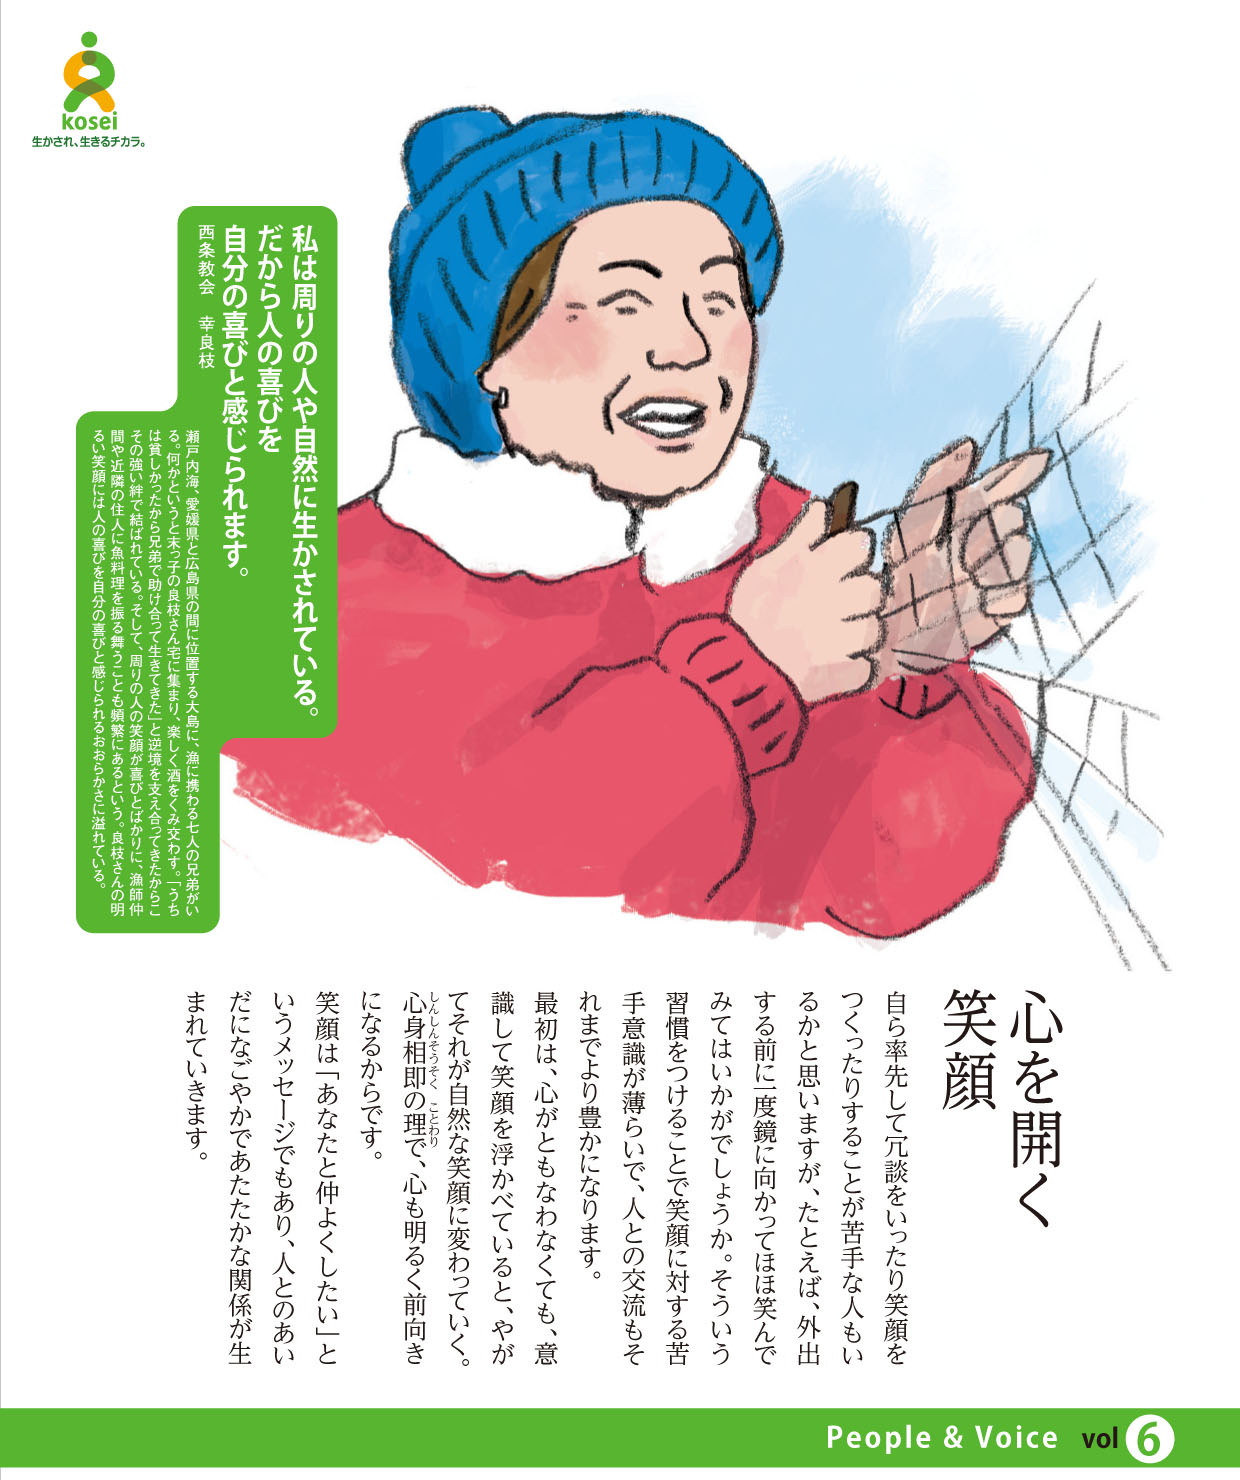 kosei
生かされ、生きるチカラ。
私は周りの人や自然に生かされている。
だから人の喜びを
自分の喜びと感じられます。
西条教会　幸良枝
瀬戸内海、愛媛県と広島県の間に位置する大島に、漁に携わる七人の兄弟がい
る。何かというと末っ子の良枝さん宅に集まり、楽しく酒をくみ交わす。「うち
は貧しかったから兄弟で助け合って生きてきた」と逆境を支え合ってきたからこ
その強い絆で結ばれている。そして、周りの人の笑顔が喜びとばかりに、漁師仲
間や近隣の住人に魚料理を振る舞うことも頻繁にあるという。良枝さんの明
るい笑顔には人の喜びを自分の喜びと感じられるおおらかさに溢れている。
心を開く
笑顔
自ら率先して冗談をいったり笑顔を
つくったりすることが苦手な人もい
るかと思いますが、たとえば、外出
する前に一度鏡に向かってほほ笑んで
みてはいかがでしょうか。そういう
習慣をつけることで笑顔に対する苦
手意識が薄らいで、人との交流もそ
れまでより豊かになります。
最初は、心がともなわなくても、意
識して笑顔を浮かべていると、やが
てそれが自然な笑顔に変わっていく。
しんしんそうそく ことわり
心身相即の理で、心も明るく前向き
になるからです。
笑顔は「あなたと仲よくしたい」と
いうメッセージでもあり、人とのあい
だになごやかであたたかな関係が生
まれていきます。
People & Voice vol 6